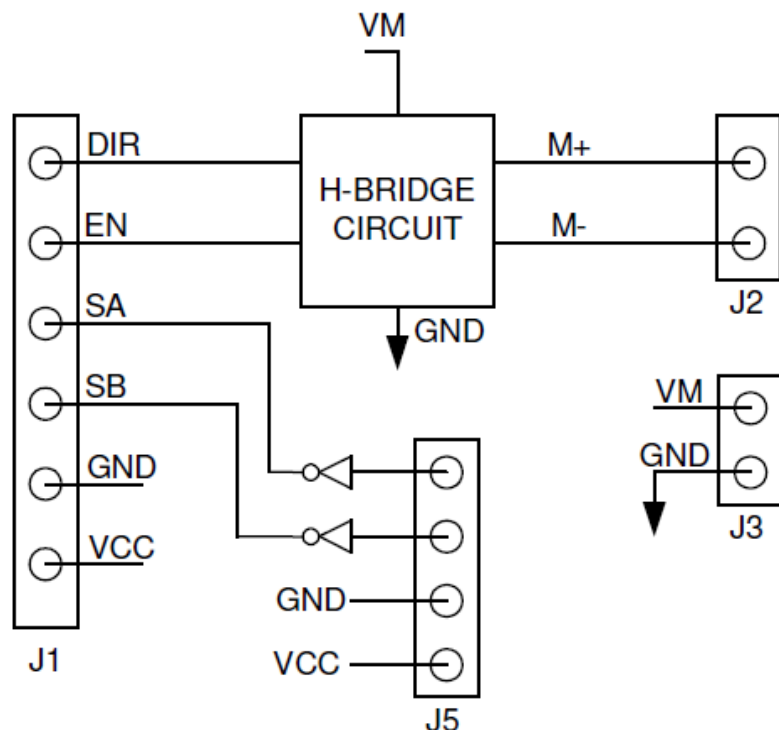 VM
DIR
M+
H-BRIDGE
CIRCUIT
EN
M-
SA
GND
J2
SB
VM
GND
GND
VCC
J3
GND
J1
VCC
J5